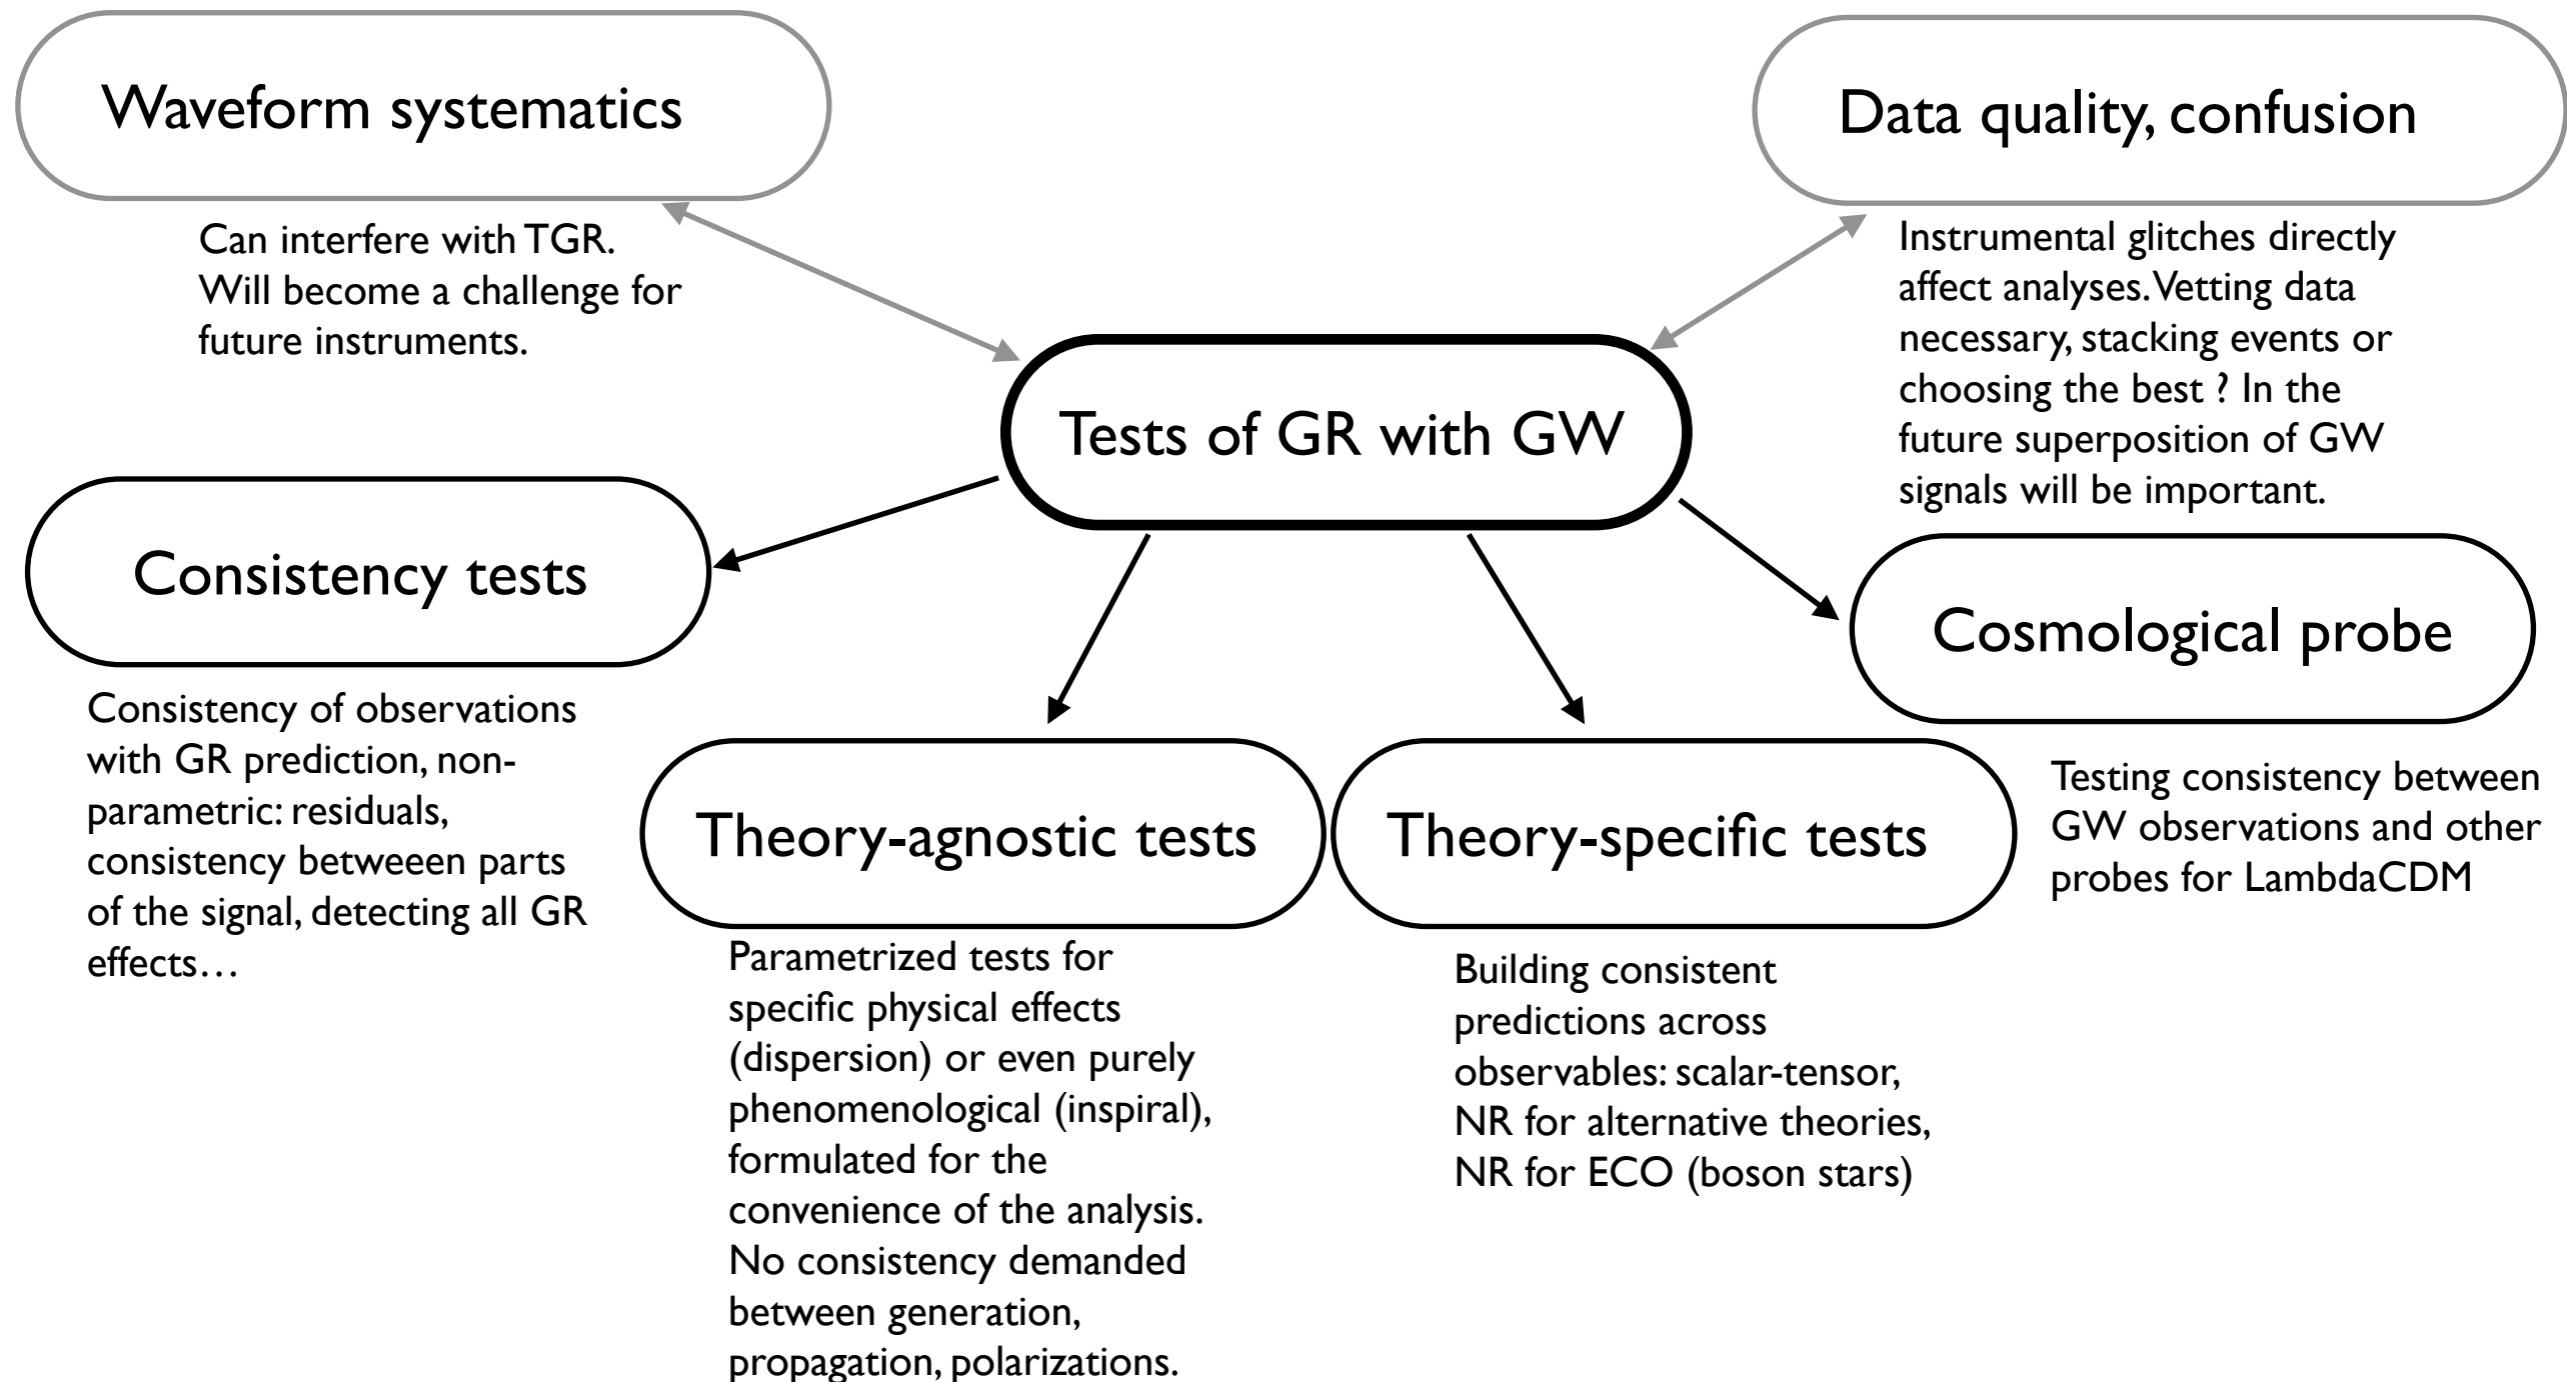 Waveform systematics
Can interfere with TGR.
Will become a challenge for
future instruments.
Data quality, confusion
Instrumental glitches directly
affect analyses. Vetting data
necessary, stacking events or
choosing the best ? In the
future superposition of GW
signals will be important.
Tests of GR with GW
Consistency tests
Consistency of observations
with GR prediction, non-
parametric: residuals,
consistency betweeen parts
of the signal, detecting all GR
effects…
Theory-agnostic tests
Parametrized tests for
specific physical effects
(dispersion) or even purely
phenomenological (inspiral),
formulated for the
convenience of the analysis.
No consistency demanded
between generation,
propagation, polarizations.
Theory-specific tests
Building consistent
predictions across
observables: scalar-tensor,
NR for alternative theories,
NR for ECO (boson stars)
Cosmological probe
Testing consistency between
GW observations and other
probes for LambdaCDM